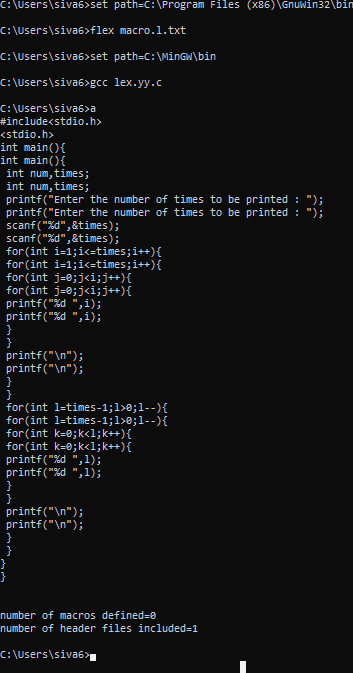 C:\Users\siva6>set path=C:\Program Files (x86)\GnuWin32\bin
C:\Users\siva6>flex macro.l.txt
C:\Users\siva6>set path=C:\MinGW\bin
C:\Users\siva6>gcc lex.yy.c
C:\Users\siva6>a
#include<stdio.h>
<stdio.h>
int main(){
int main(){
 int num,times;
 int num,times;
 printf("Enter the number of times to be printed : ");
 printf("Enter the number of times to be printed : ");
 scanf("%d",&times);
 scanf("%d",&times);
 for(int i=1;i<=times;i++){
 for(int i=1;i<=times;i++){
 for(int j=0;j<i;j++){
 for(int j=0;j<i;j++){
 printf("%d ",i);
 printf("%d ",i);
 }
 }
 printf("\n");
 printf("\n");
 }
 }
 for(int l=times-1;l>0;l--){
 for(int l=times-1;l>0;l--){
 for(int k=0;k<l;k++){
 for(int k=0;k<l;k++){
 printf("%d ",l);
 printf("%d ",l);
 }
 }
 printf("\n");
 printf("\n");
 }
 }
}
}
number of macros defined=0
number of header files included=1
C:\Users\siva6>